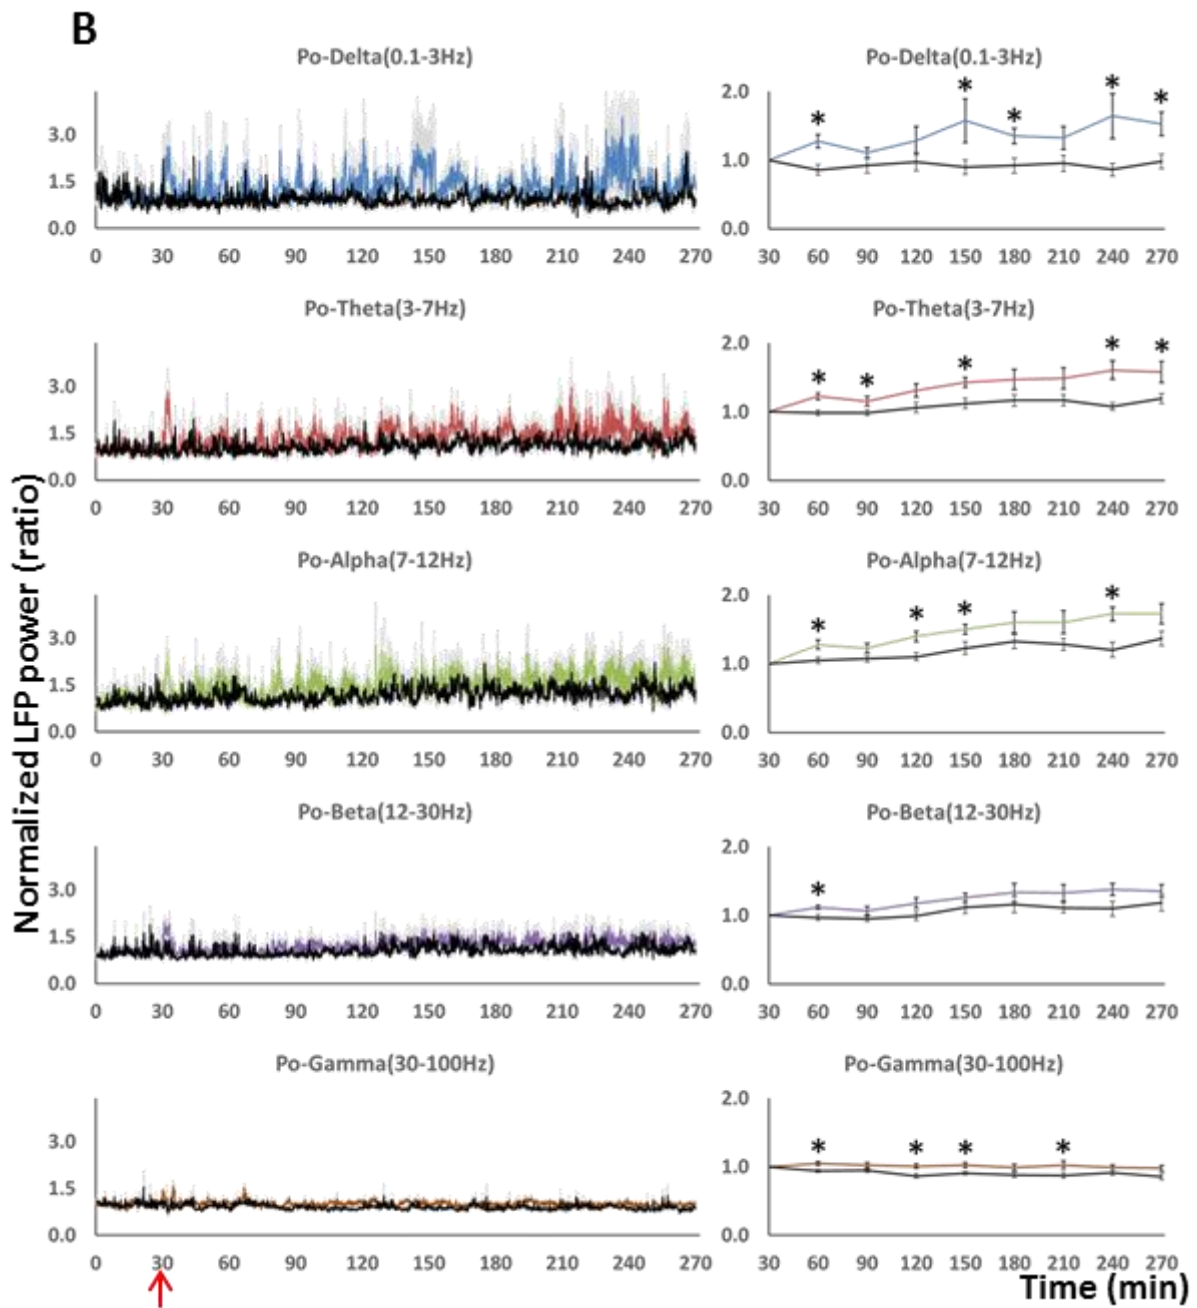 B
Po-Delta(0.1-3Hz) Po-Delta(0.1-3Hz)
3.0
1.5
0.0
0 30 60 90 120 150 180 210 240 270
2.0
1.0
0.0
* * * * *
30 60 90 120 150 180 210 240 270
Po-Theta(3-7Hz) Po-Theta(3-7Hz)
3.0
1.5
0.0
0 30 60 90 120 150 180 210 240 270
2.0
1.0
0.0
* * * * *
30 60 90 120 150 180 210 240 270
Normalized LFP power (ratio)
Po-Alpha(7-12Hz) Po-Alpha(7-12Hz)
3.0
1.5
0.0
0 30 60 90 120 150 180 210 240 270
2.0
1.0
0.0
* * * *
30 60 90 120 150 180 210 240 270
Po-Beta(12-30Hz) Po-Beta(12-30Hz)
3.0
1.5
0.0
0 30 60 90 120 150 180 210 240 270
2.0
1.0
0.0
*
30 60 90 120 150 180 210 240 270
Po-Gamma(30-100Hz) Po-Gamma(30-100Hz)
3.0
1.5
0.0
0 30 60 90 120 150 180 210 240 270
2.0
1.0
0.0
* * * *
30 60 90 120 150 180 210 240 270
Time (min)